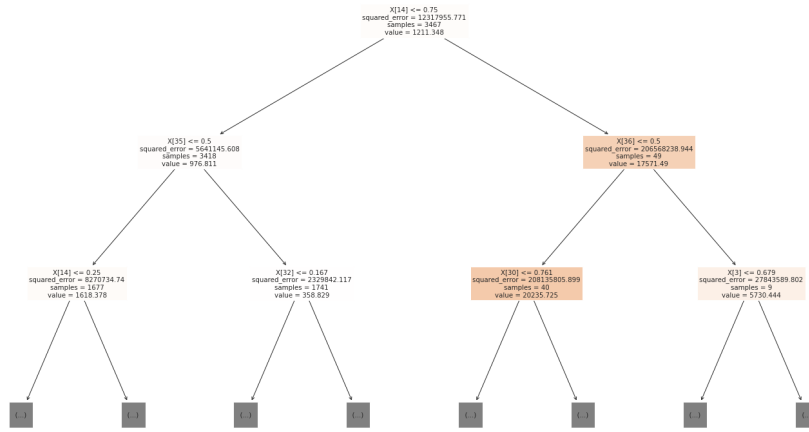 X[14] <= 0.75
squared_error = 12317955.771
samples = 3467
value = 1211.348
X[35] <= 0.5
squared_error = 5641145.608
samples = 3418
value = 976.811
X[36] <= 0.5
squared_error = 206568238.944
samples = 49
value = 17571.49
X[14] <= 0.25
squared_error = 8270734.74
samples = 1677
value = 1618.378
X[32] <= 0.167
squared_error = 2329842.117
samples = 1741
value = 358.829
X[30] <= 0.761
squared_error = 208135805.899
samples = 40
value = 20235.725
X[3] <= 0.679
squared_error = 27843589.802
samples = 9
value = 5730.444
(...)
(...)
(...)
(...)
(...)
(...)
(...)
(...)